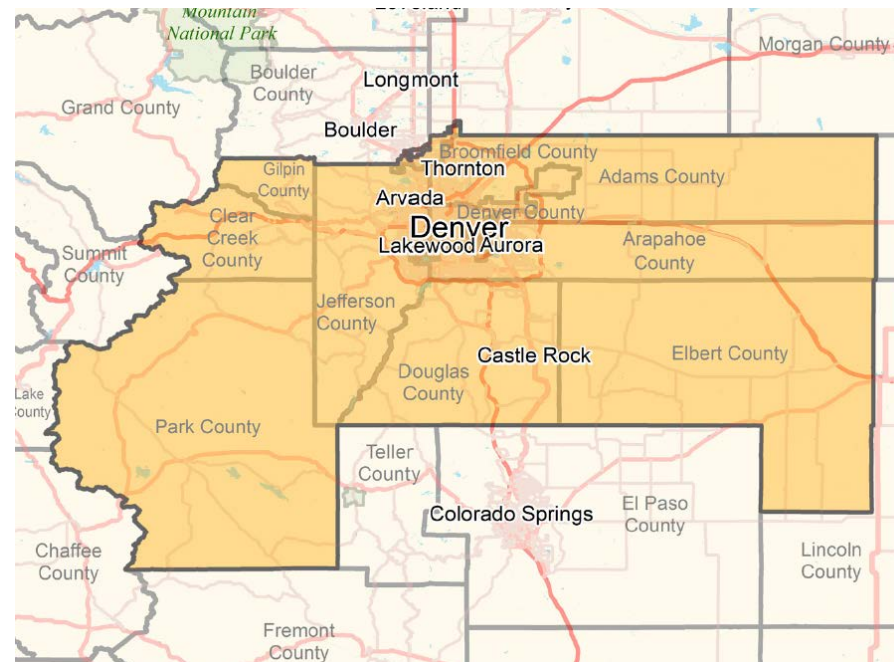 Mountain
National Park
Morgan County
Boulder
County
Longmont
Grand County
Boulder
Broomfield County
Gilpin
County
Thornton
Adams County
Arvada
Denver County
Clear
Creek
County
Denver
Lakewood Aurora
Arapahoe
County
Summit
County
Jefferson
County
Castle Rock
Elbert County
Douglas
County
Lake
County
Park County
Teller
County
Colorado Springs
El Paso
County
Chaffee
County
Lincoln
County
Fremont
County